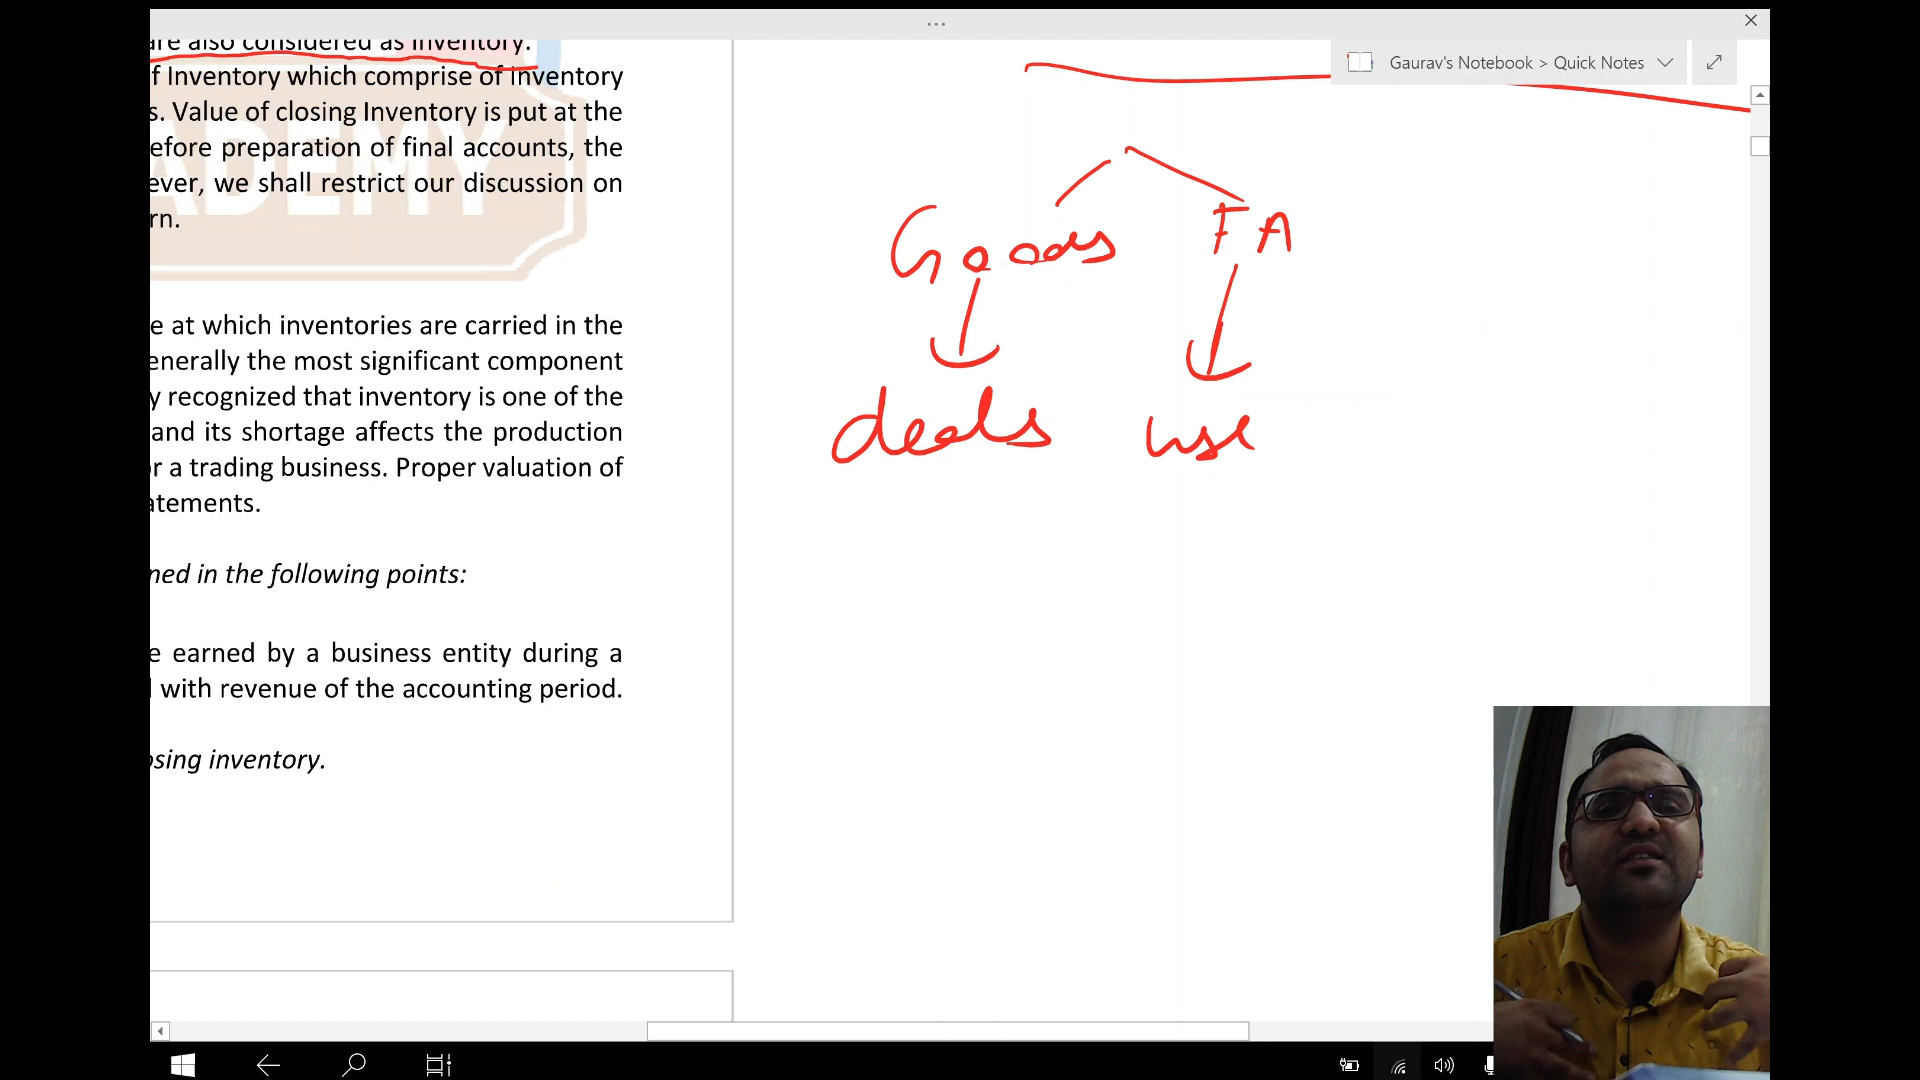 are also considered as inventory.
f Inventory which comprise of Inventory
s. Value of closing Inventory is put at the
efore preparation of final accounts, the
ever, we shall restrict our discussion on
rn.
ADEMY
e at which inventories are carried in the
enerally the most significant component
y recognized that inventory is one of the
and its shortage affects the production
or a trading business. Proper valuation of
atements.
ned in the following points:
e earned by a business entity during a
l with revenue of the accounting period.
osing inventory.
Gaurav's Notebook > Quick Notes
Goods FA
deals use